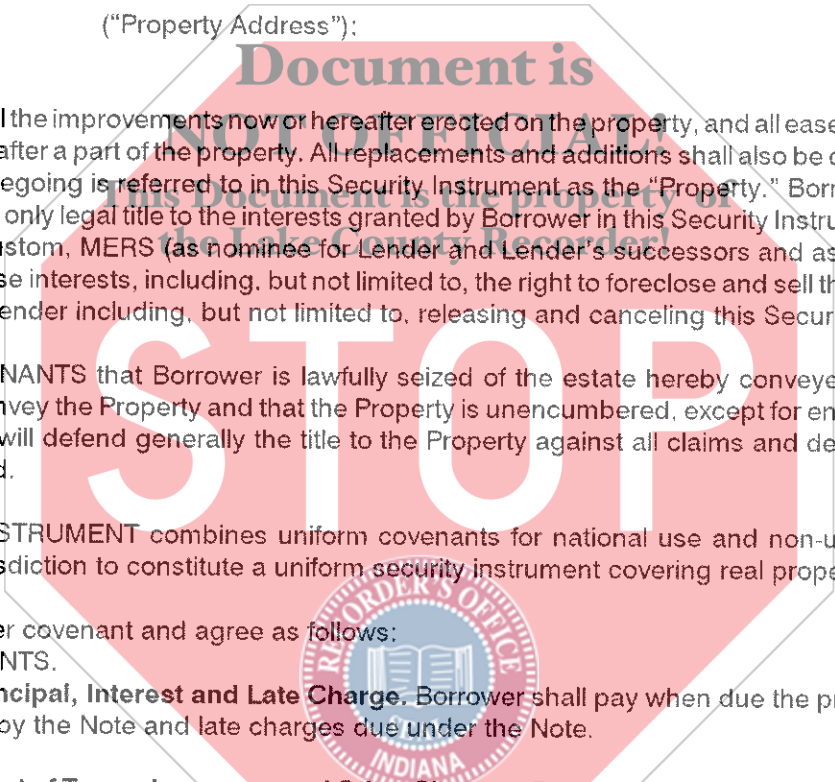 ("Property Address");
Document is
NOT OFFICIAL!
l the improvements now or hereafter erected on the property, and all ease
after a part of the property. All replacements and additions shall also be
egoing is referred to in this Security Instrument as the "Property." Borr
This Document is the property of
only legal title to the interests granted by Borrower in this Security Instru
the Lake County Recorder!
stom, MERS (as nominee for Lender and Lender's successors and as
se interests, including, but not limited to, the right to foreclose and sell th
ender including, but not limited to, releasing and canceling this Securi
STOP
NANTS that Borrower is lawfully seized of the estate hereby conveye
nvey the Property and that the Property is unencumbered, except for en
will defend generally the title to the Property against all claims and de
d.
STRUMENT combines uniform covenants for national use and non-u
sdiction to constitute a uniform security instrument covering real prope
RECORDER'S OFFICE
er covenant and agree as follows:
NTS.
ncipal, Interest and Late Charge. Borrower shall pay when due the pr
by the Note and late charges due under the Note.
INDIANA